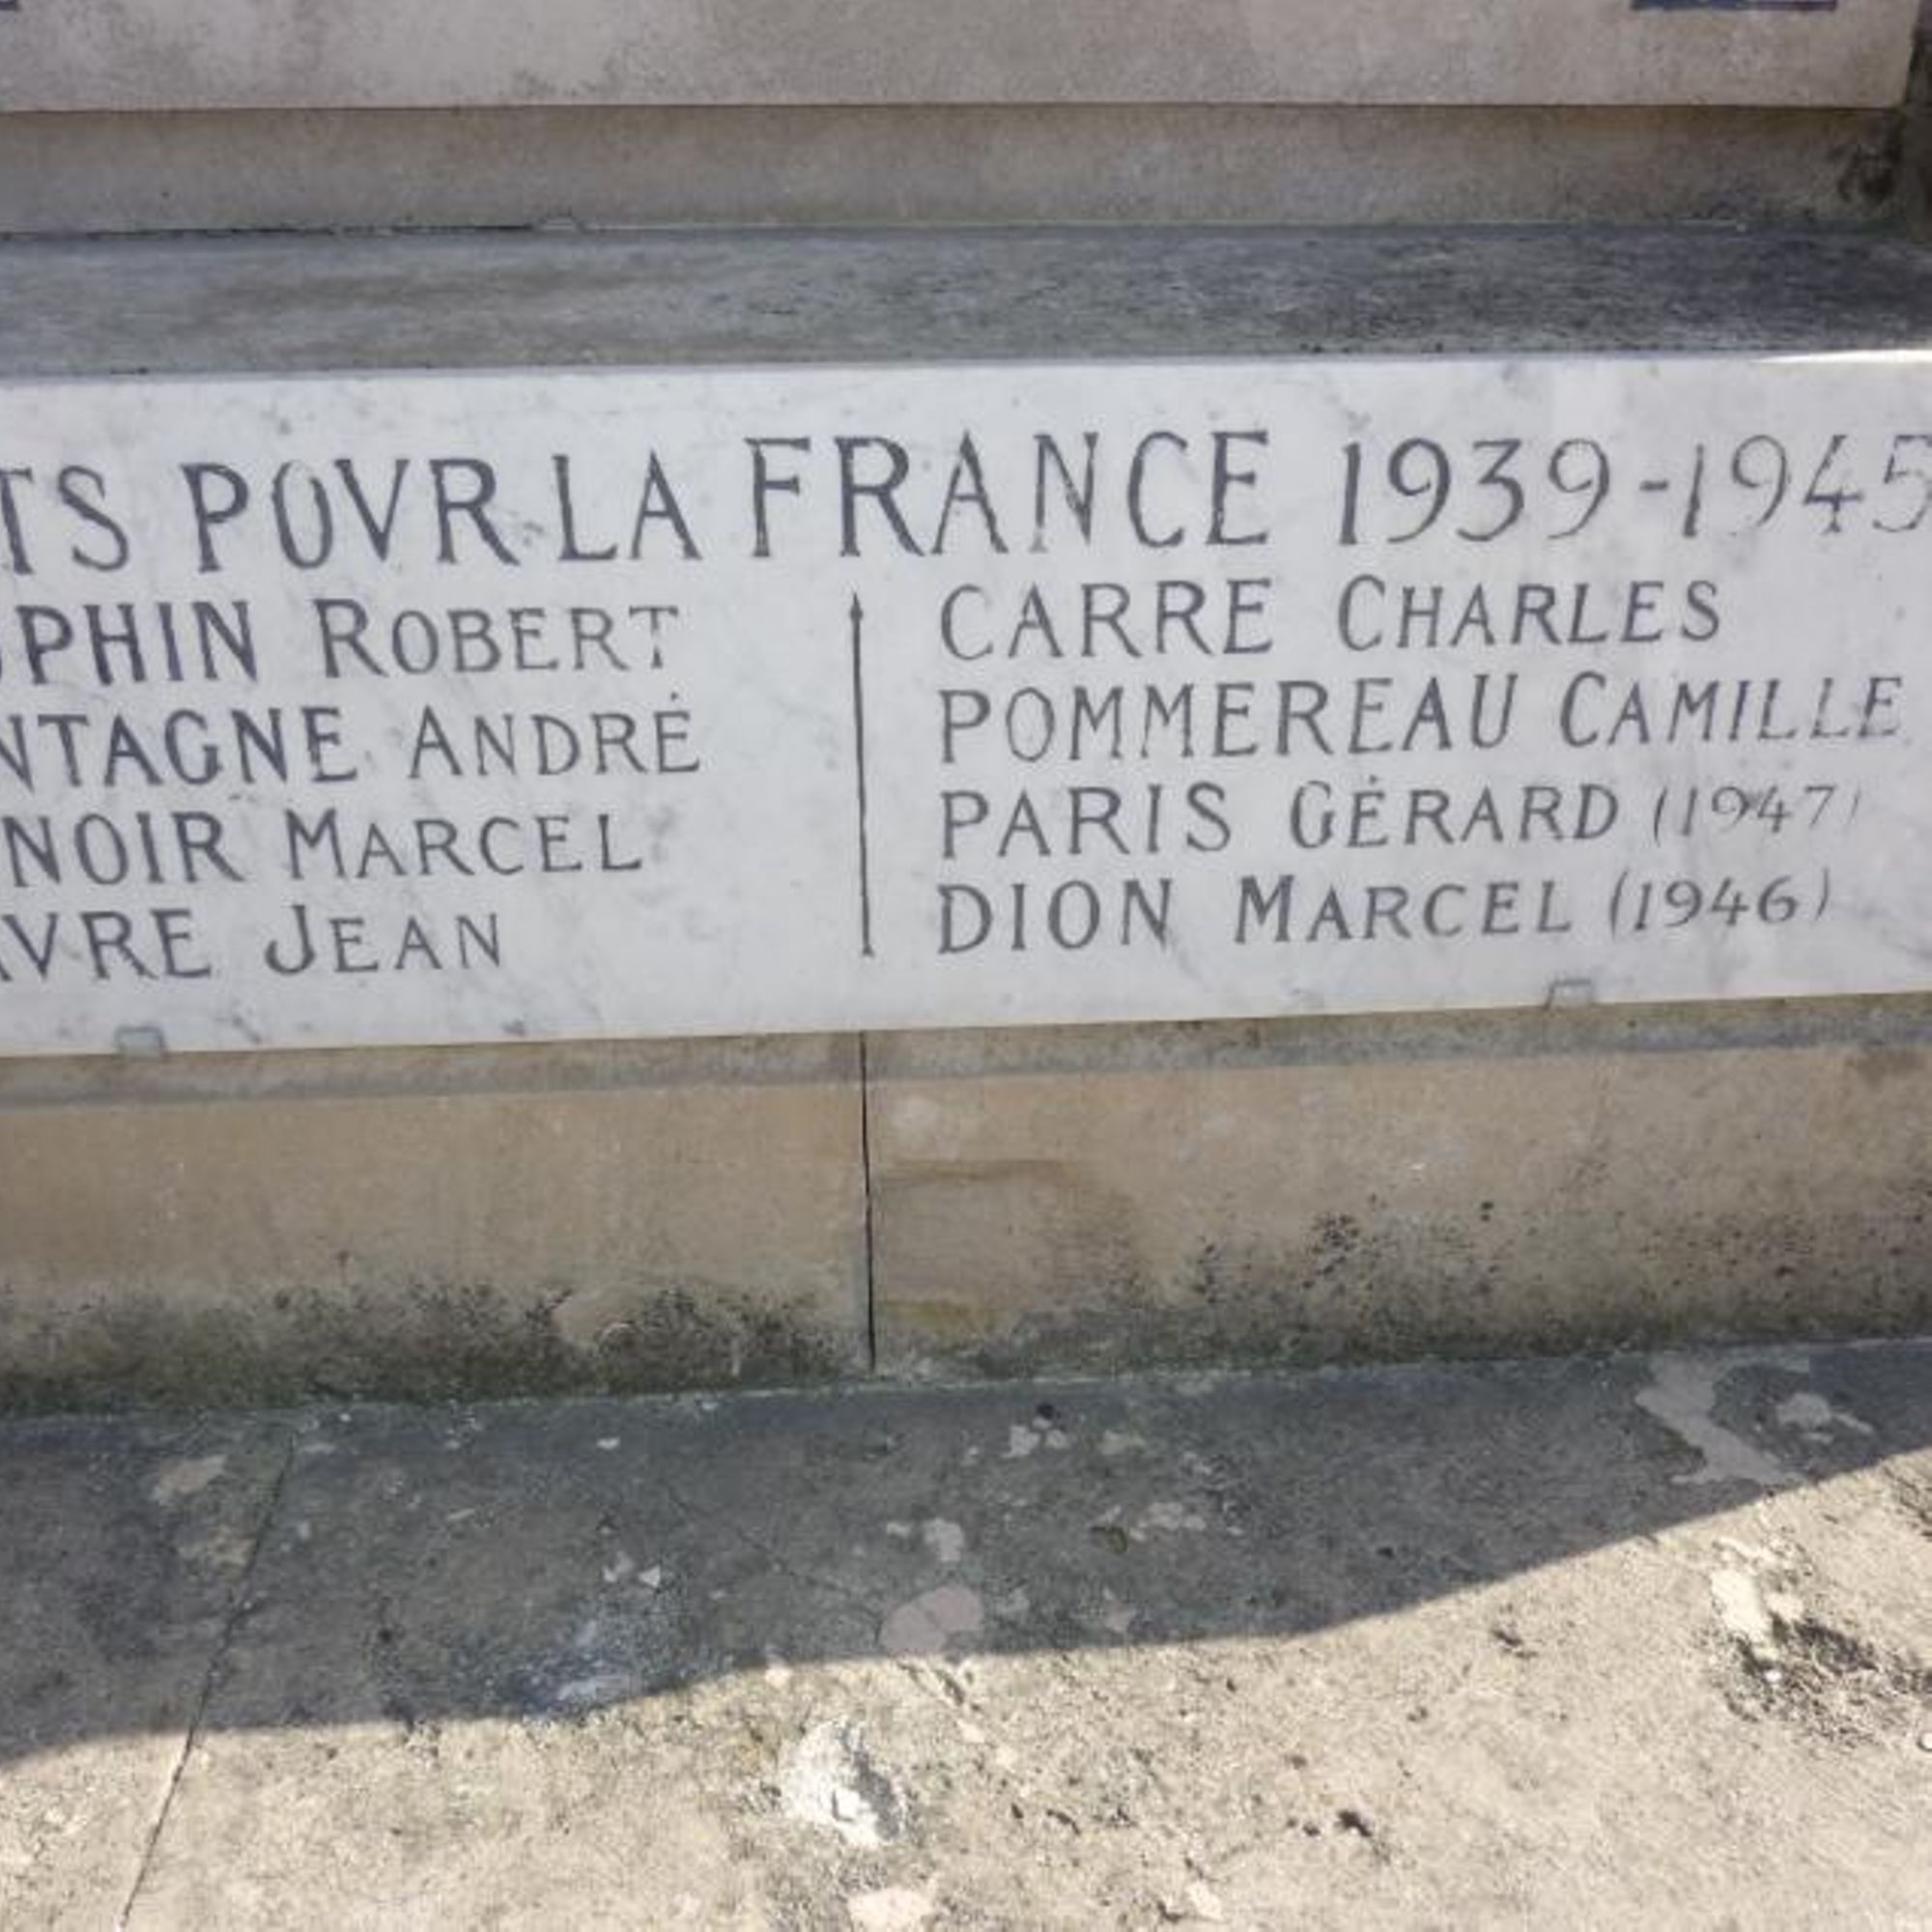 TS POVR LA FRANCE 1939-1945
PHIN ROBERT
NTAGNE ANDRÉ
NOIR MARCEL
VRE JEAN
CARRE CHARLES
POMMEREAU CAMILLE
PARIS GÉRARD (1947)
DION MARCEL (1946)